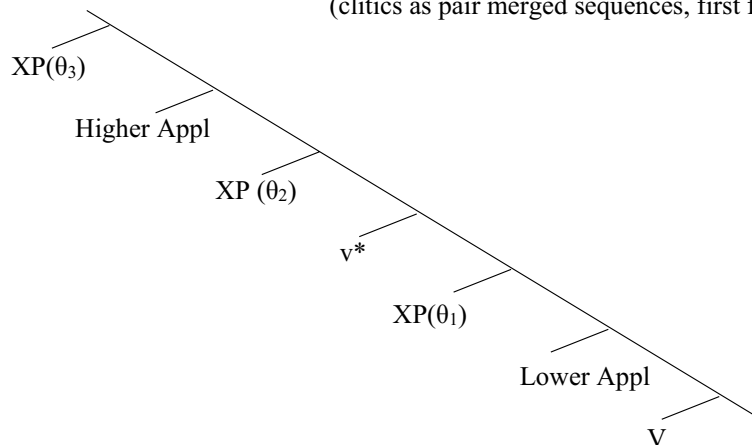 (clitics as pair merged sequences, first
XP(θ₃)
Higher Appl
XP (θ₂)
v*
XP(θ₁)
Lower Appl
V